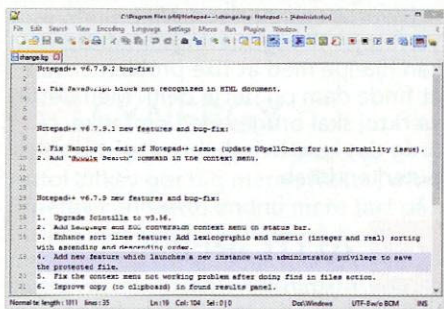 C:\Program Files (x86)\Notepad++\change.log - Notepad++ [Administrator]
File Edit Search View Encoding Language Settings Macro Run Plugins Window ?
change.log
Notepad++ v6.7.9.2 bug-fix:
1. Fix JavaScript block not recognized in HTML document.
Notepad++ v6.7.9.1 new features and bug-fix:
1. Fix Hanging on exit of Notepad++ issue (update DSpellCheck for its instability issue).
2. Add "Google Search" command in the context menu.
Notepad++ v6.7.9 new features and bug-fix:
1. Upgrade Scintilla to v3.56.
2. Add Language and EOL conversion context menu on status bar.
3. Enhance sort lines feature: Add lexicographic and numeric (integer and real) sorting
with ascending and descending order.
4. Add new feature which launches a new instance with administrator privilege to save
the protected file.
5. Fix the context menu not working problem after doing find in files action.
6. Improve copy (to clipboard) in found results panel.
Normal te length : 1011 lines : 35 Ln : 19 Col : 104 Sel : 0 | 0 Dos\Windows UTF-8 w/o BOM INS